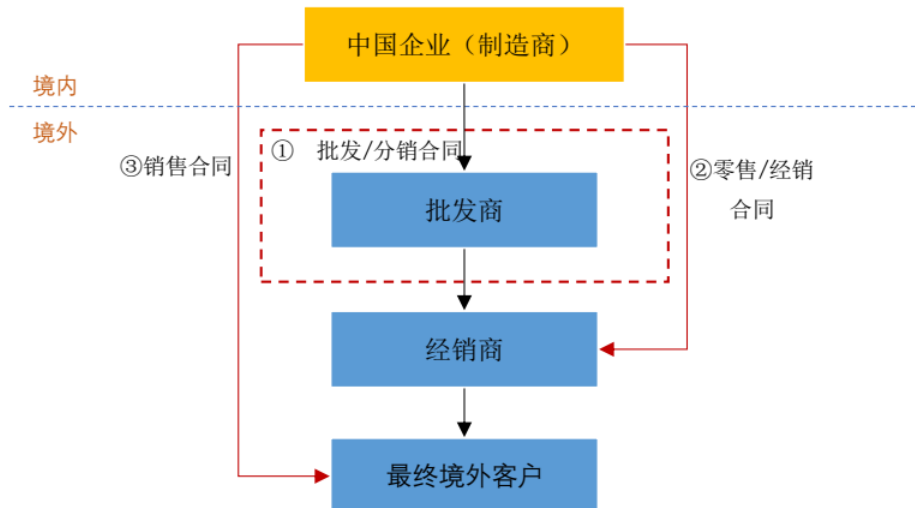 中国企业（制造商）
境内
境外
① 批发/分销合同
③销售合同
②零售/经销
合同
批发商
经销商
最终境外客户